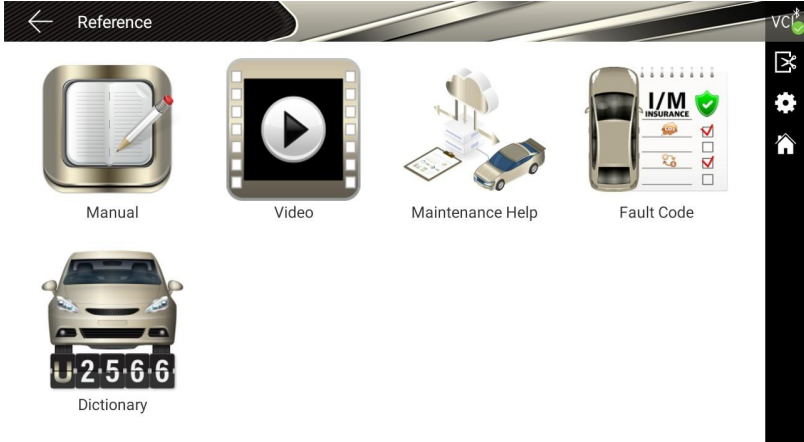 Reference
VCI
I/M
INSURANCE
Manual
Video
Maintenance Help
Fault Code
U2566
Dictionary